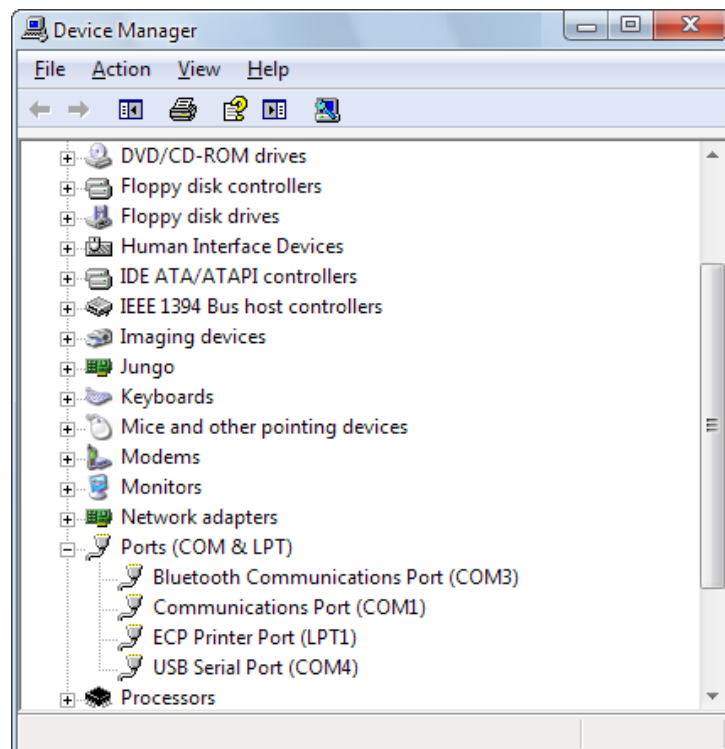 Device Manager
File Action View Help
DVD/CD-ROM drives
Floppy disk controllers
Floppy disk drives
Human Interface Devices
IDE ATA/ATAPI controllers
IEEE 1394 Bus host controllers
Imaging devices
Jungo
Keyboards
Mice and other pointing devices
Modems
Monitors
Network adapters
Ports (COM & LPT)
Bluetooth Communications Port (COM3)
Communications Port (COM1)
ECP Printer Port (LPT1)
USB Serial Port (COM4)
Processors